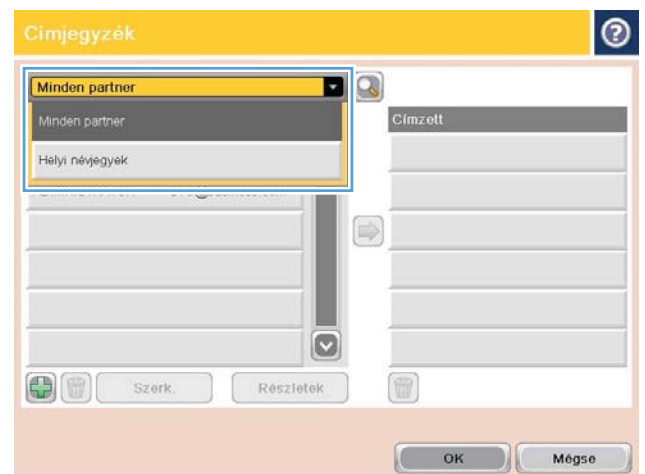 Címjegyzék
Minden partner
Minden partner
Helyi névjegyek
Címzett
Szerk.
Részletek
OK
Mégse